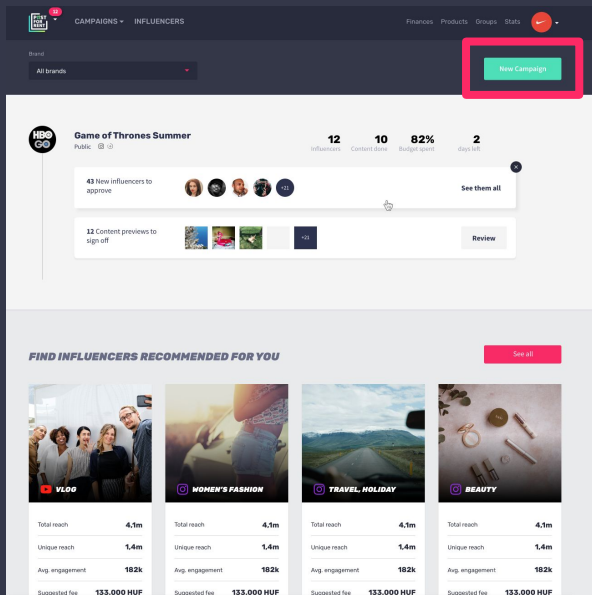 12
POST FOR RENT
CAMPAIGNS INFLUENCERS
Finances Products Groups Stats
Brand
All brands
New Campaign
HBO GO
Game of Thrones Summer
Public
12 10 82% 2
Influencers Content done Budget spent days left
43 New influencers to
approve
+21
See them all
12 Content previews to
sign off
+21
Review
FIND INFLUENCERS RECOMMENDED FOR YOU
See all
VLOG
WOMEN'S FASHION
TRAVEL, HOLIDAY
BEAUTY
Total reach 4,1m Total reach 4,1m Total reach 4,1m Total reach 4,1m
Unique reach 1,4m Unique reach 1,4m Unique reach 1,4m Unique reach 1,4m
Avg. engagement 182k Avg. engagement 182k Avg. engagement 182k Avg. engagement 182k
Suggested fee 133,000 HUF Suggested fee 133,000 HUF Suggested fee 133,000 HUF Suggested fee 133,000 HUF